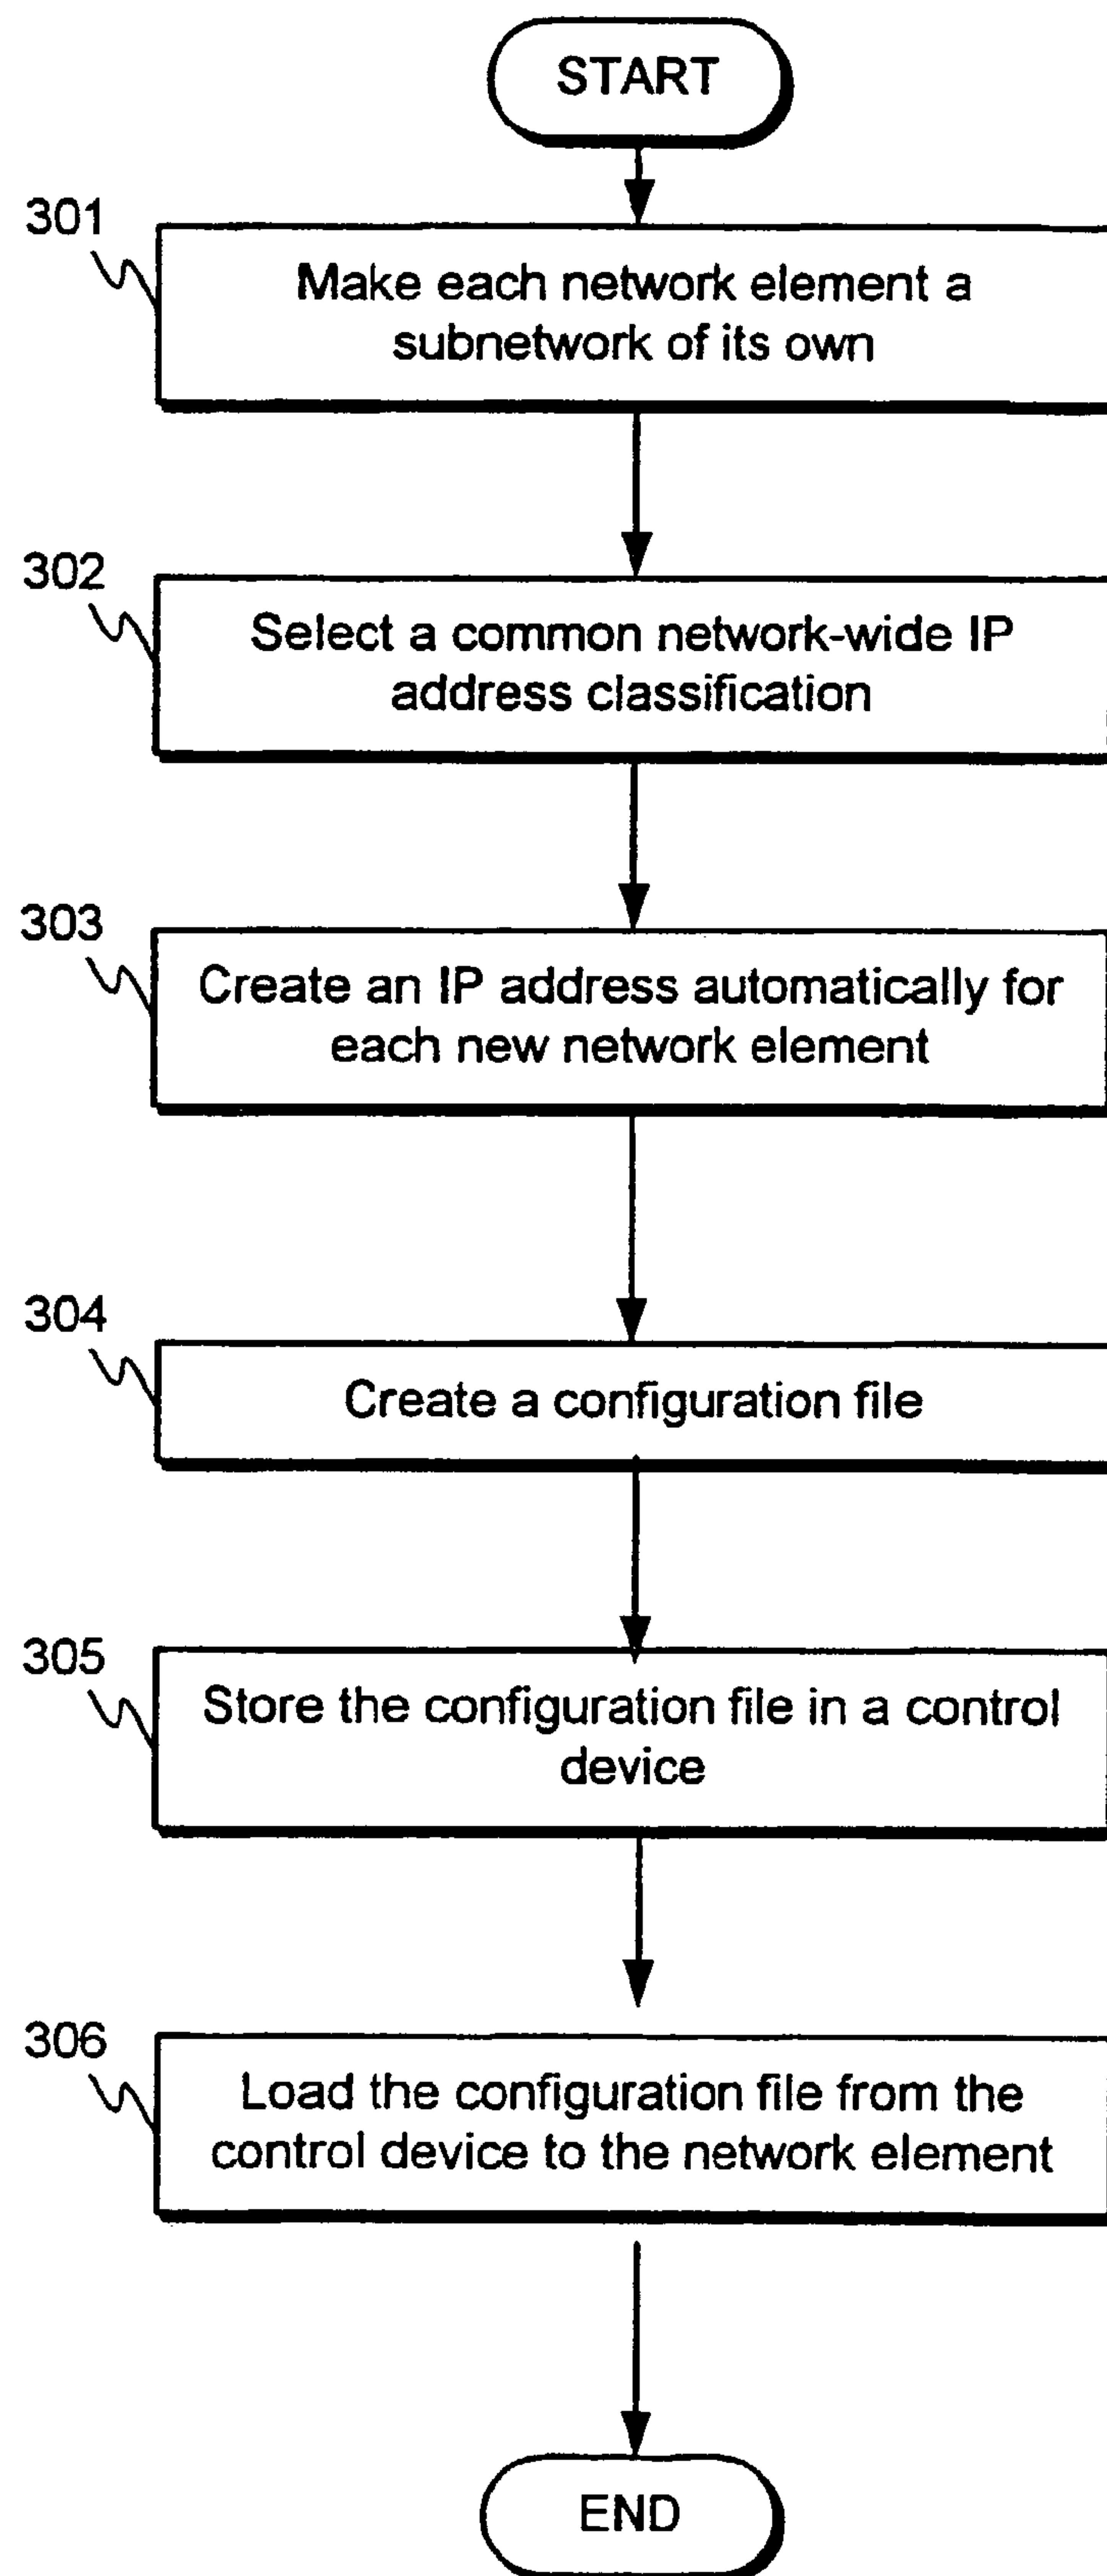 START
301
Make each network element a
subnetwork of its own
302
Select a common network-wide IP
address classification
303
Create an IP address automatically for
each new network element
304
Create a configuration file
305
Store the configuration file in a control
device
306
Load the configuration file from the
control device to the network element
END